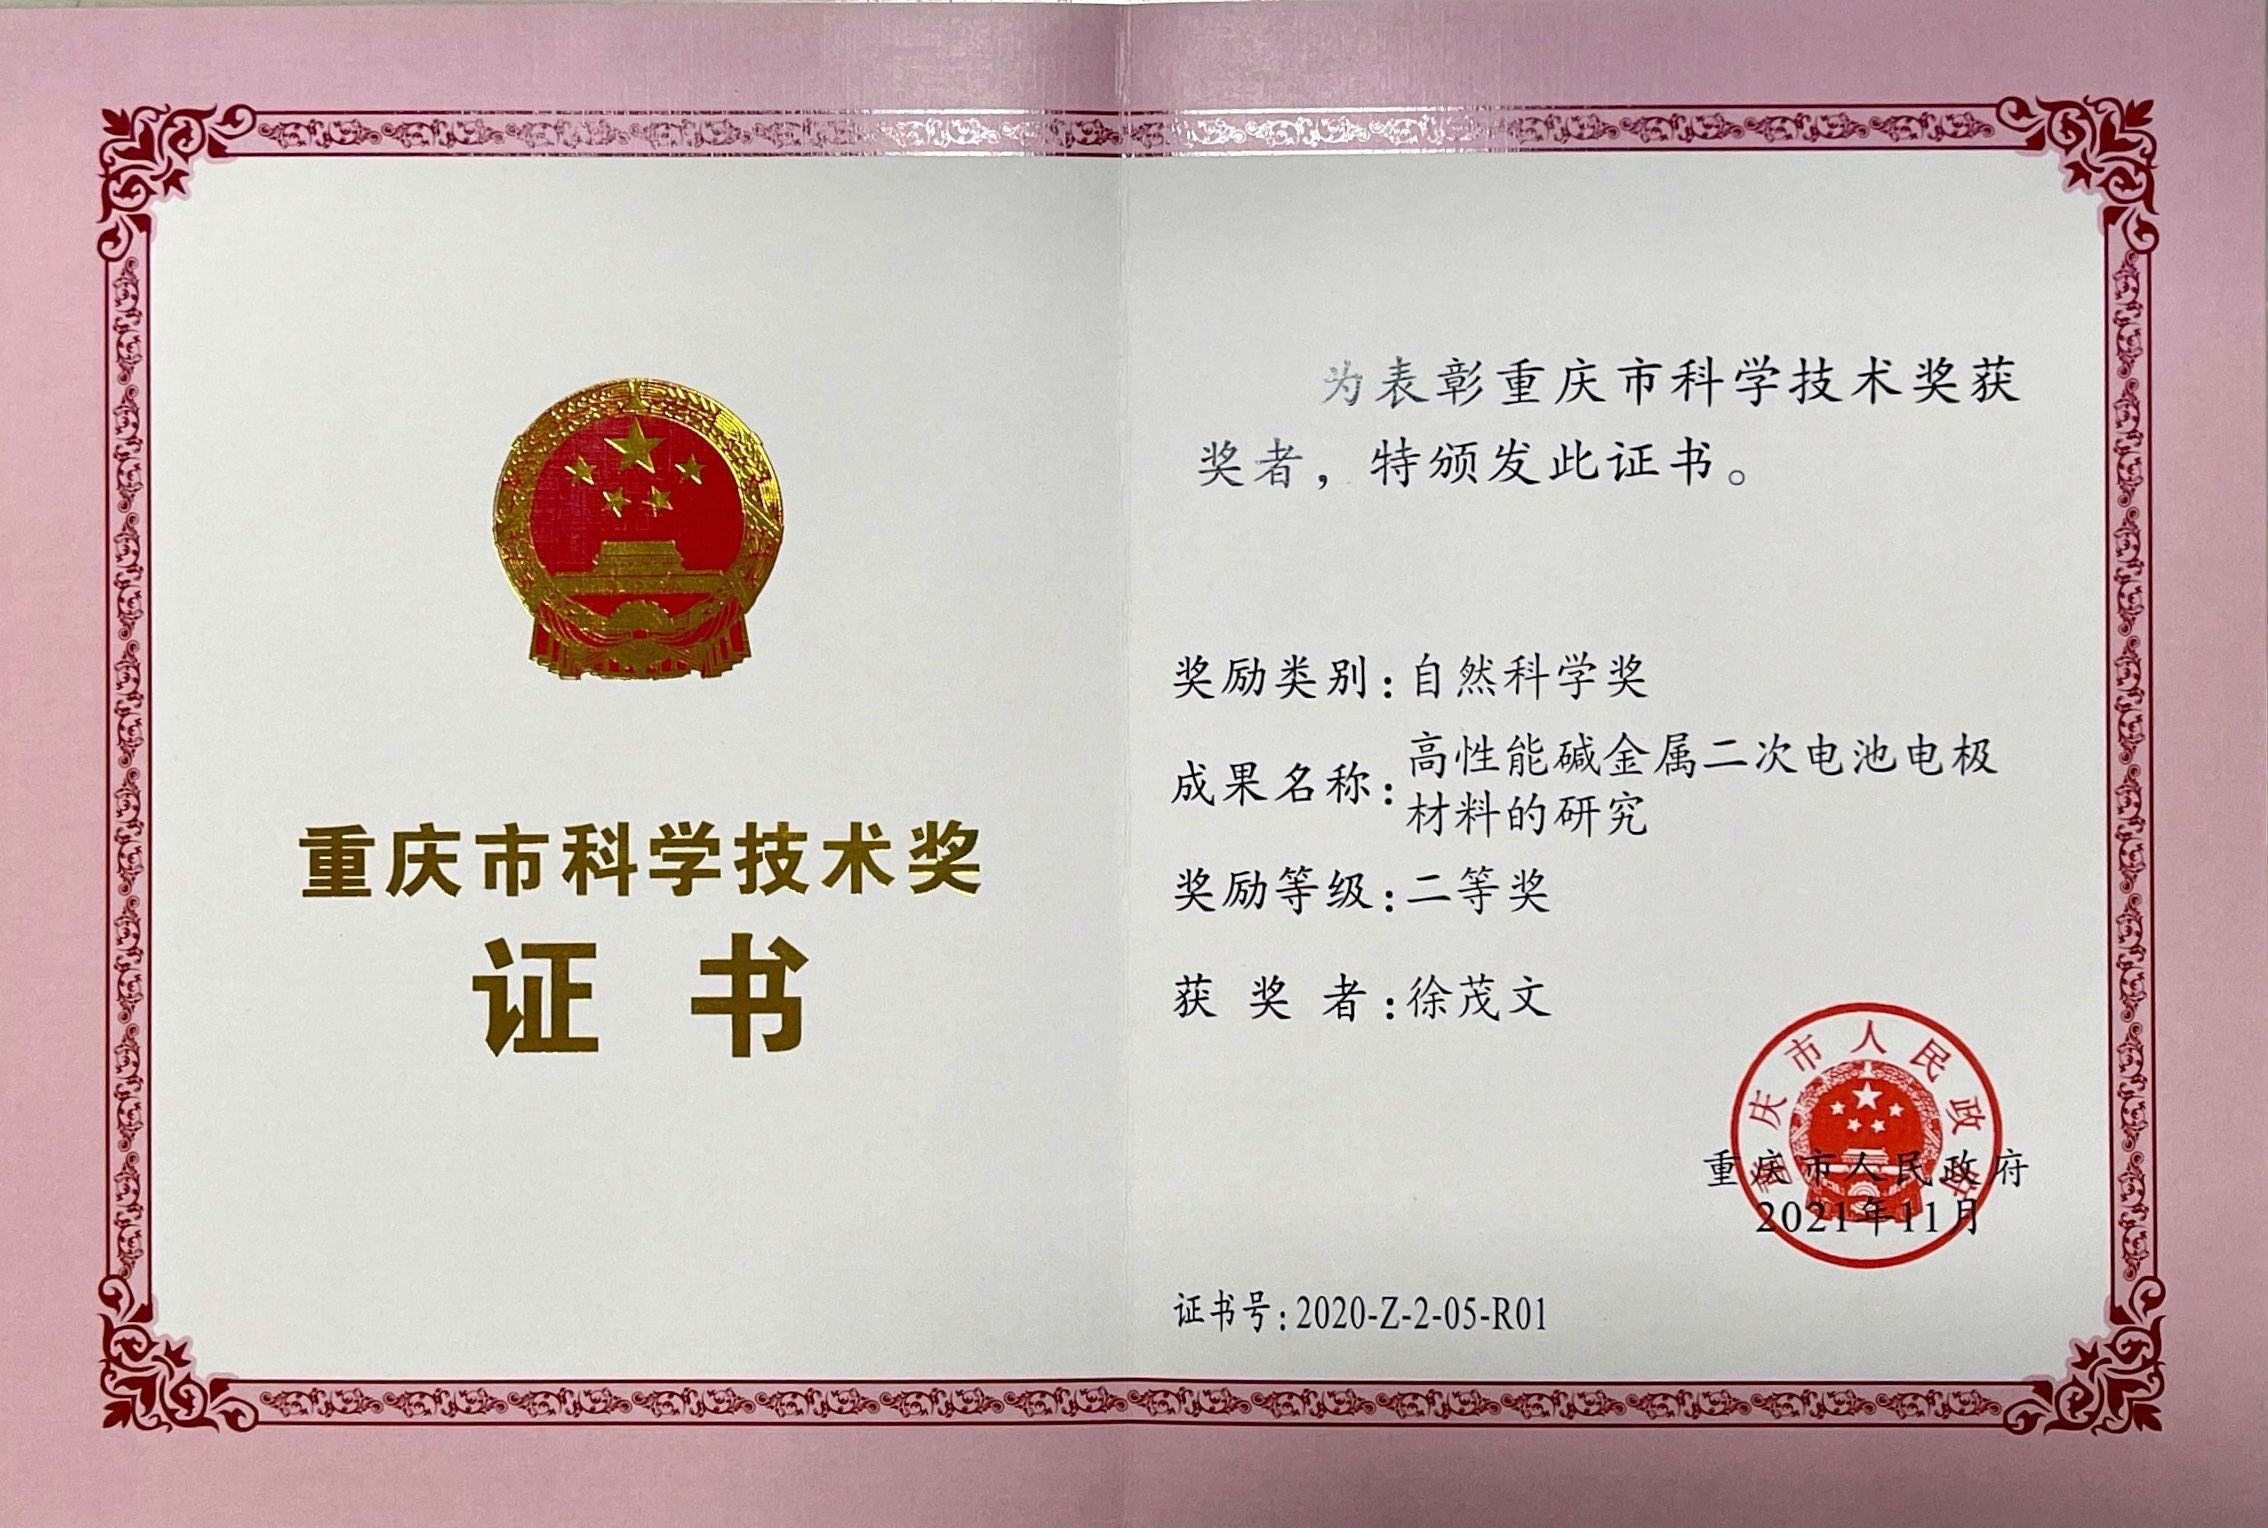 重庆市科学技术奖
证书
为表彰重庆市科学技术奖获
奖者，特颁发此证书。
奖励类别：自然科学奖
成果名称：高性能碱金属二次电池电极
材料的研究
奖励等级：二等奖
获奖者：徐茂文
重庆市人民政府
重庆市人民政府
2021年11月
证书号：2020-Z-2-05-R01